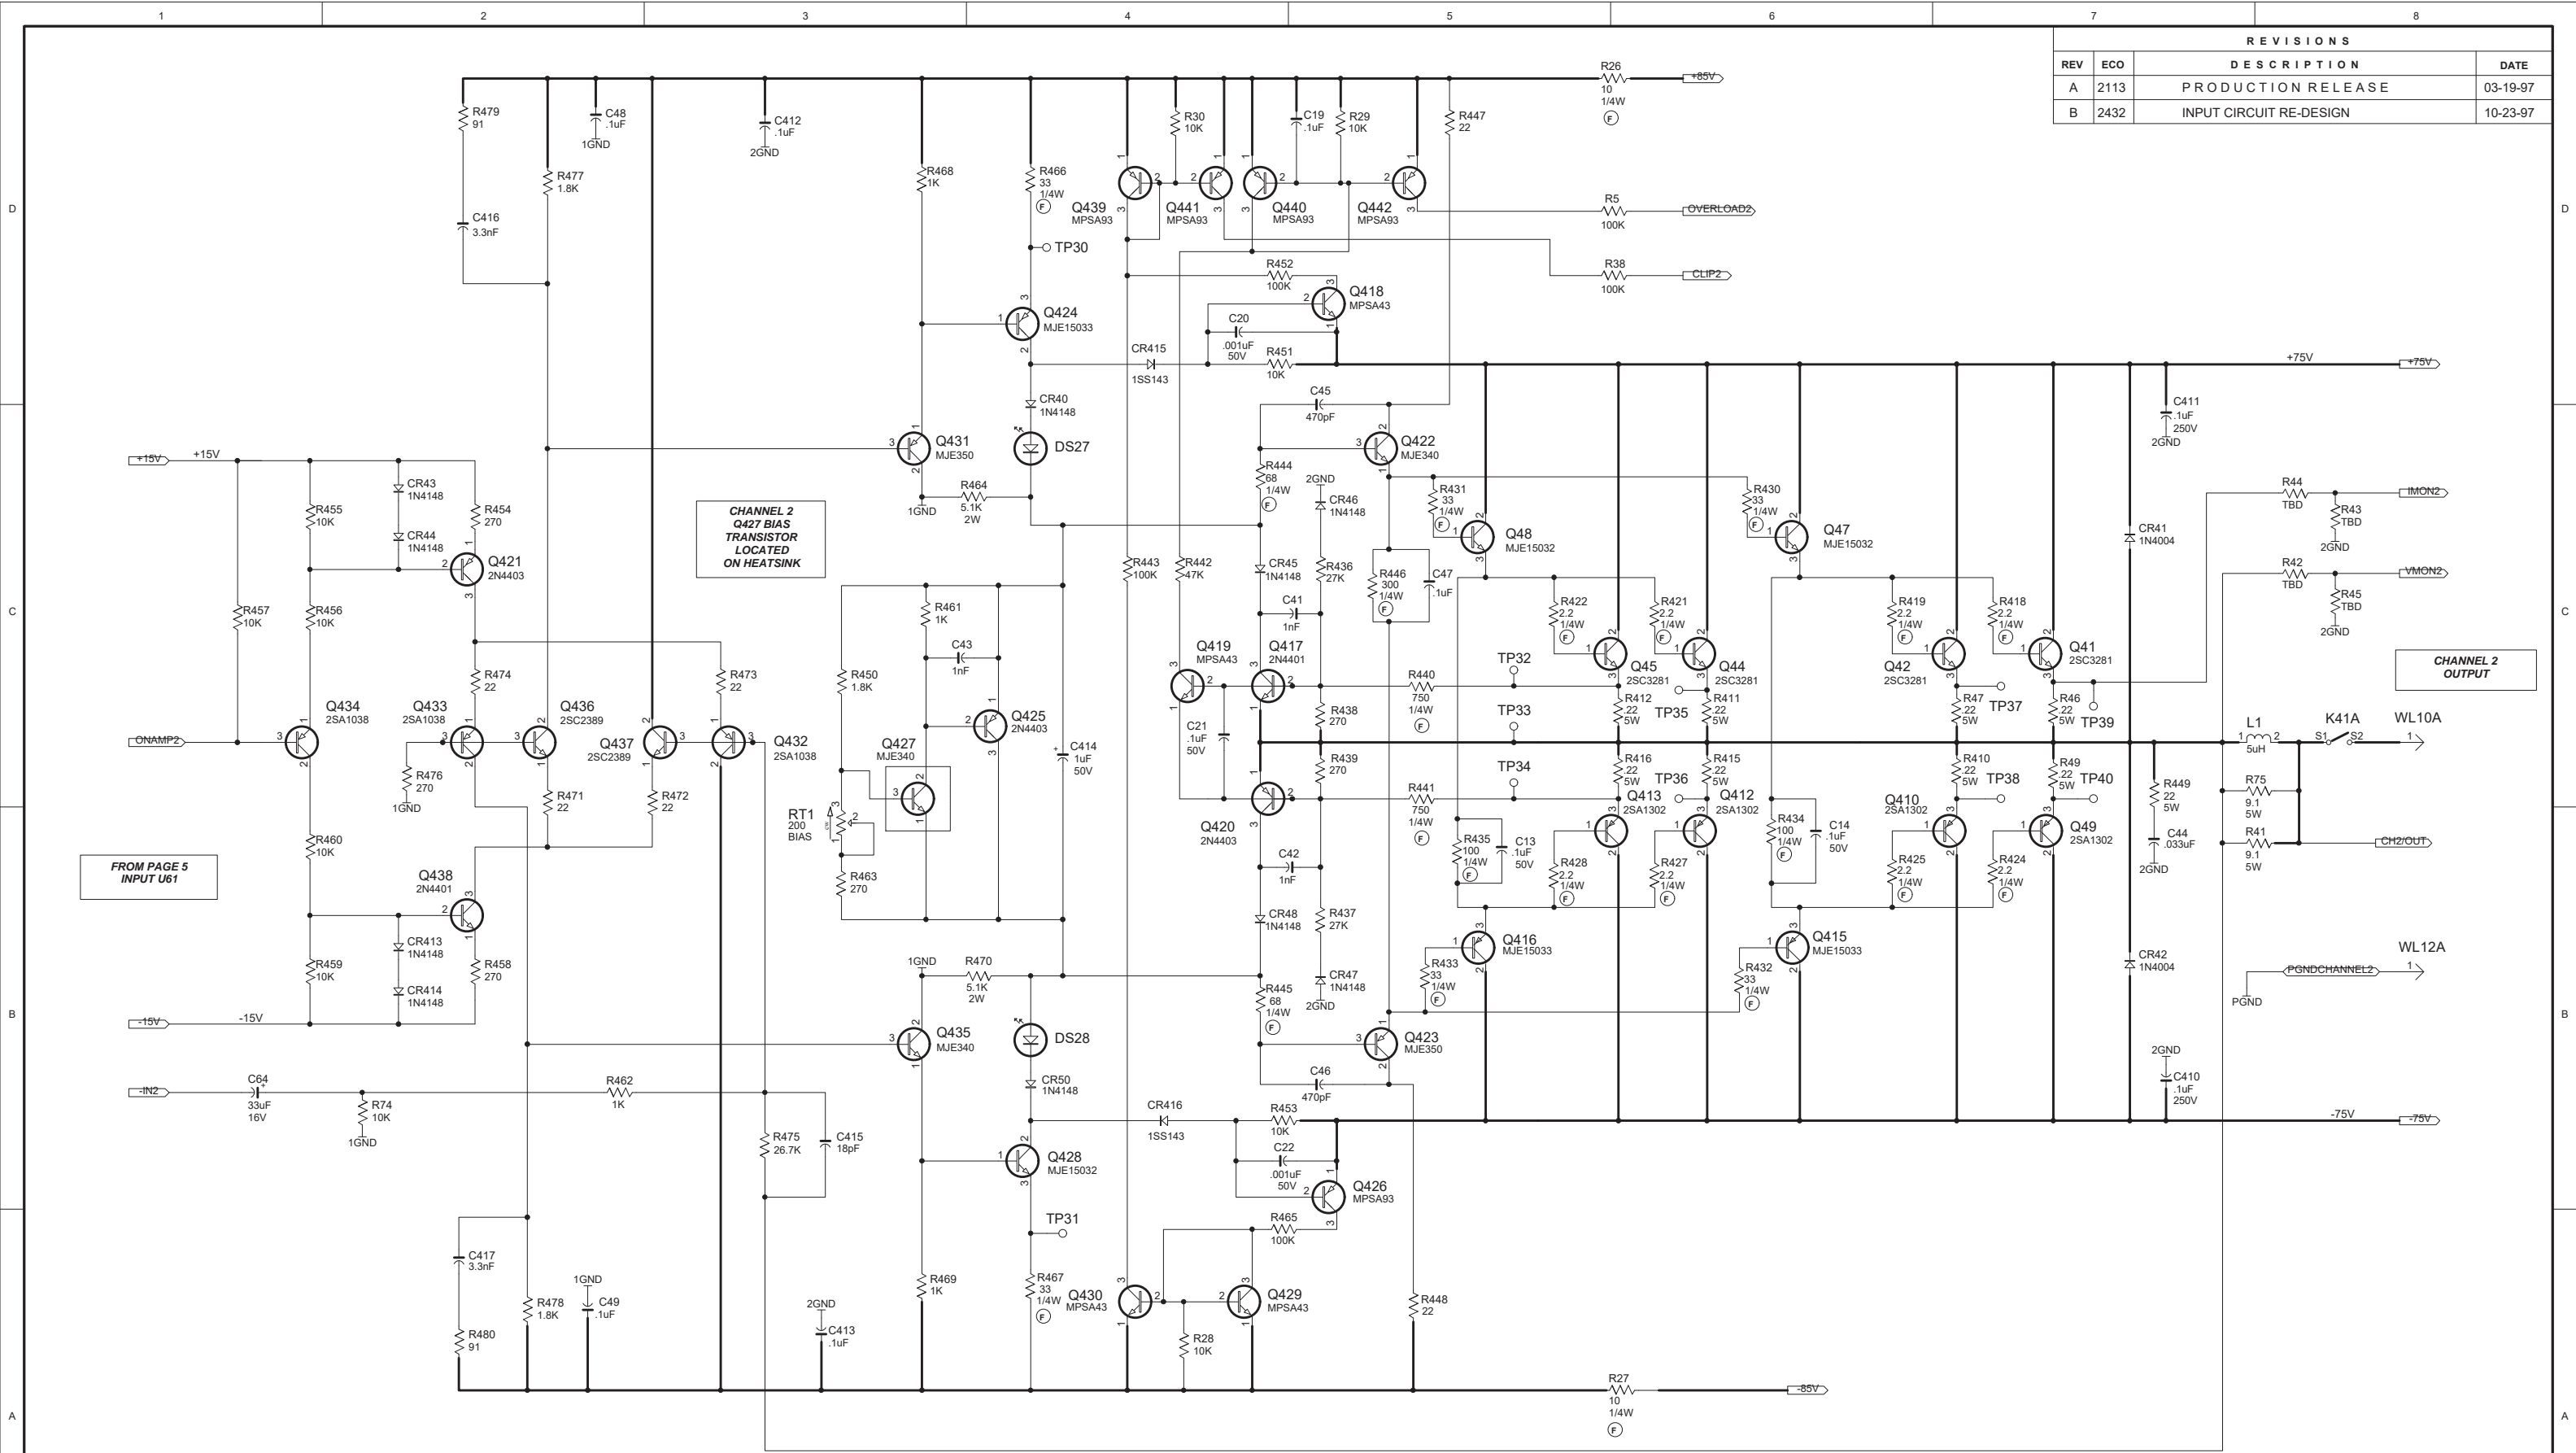 1 2 3 4 5 6 7 8
REVISIONS
REV ECO DESCRIPTION DATE
A 2113 PRODUCTION RELEASE 03-19-97
B 2432 INPUT CIRCUIT RE-DESIGN 10-23-97
D
D
C
C
B
B
A
A
R479
91
C48
.1uF
1GND
C412
.1uF
2GND
R477
1.8K
C416
3.3nF
R468
1K
R466
33
1/4W
F
R30
10K
C19
.1uF
R29
10K
R447
22
R26
10
1/4W
F
+85V
Q439
MPSA93
Q441
MPSA93
Q440
MPSA93
Q442
MPSA93
R5
100K
OVERLOAD2
R38
100K
CLIP2
TP30
R452
100K
Q418
MPSA43
Q424
MJE15033
C20
.001uF
50V
CR415
1SS143
R451
10K
+75V
+75V
CR40
1N4148
C45
470pF
C411
.1uF
250V
2GND
+15V
+15V
Q431
MJE350
DS27
Q422
MJE340
R444
68
1/4W
F
2GND
CR46
1N4148
R464
5.1K
2W
1GND
R431
33
1/4W
F
R430
33
1/4W
F
R44
TBD
IMON2
R43
TBD
2GND
R455
10K
CR43
1N4148
R454
270
CR44
1N4148
Q421
2N4403
CHANNEL 2
Q427 BIAS
TRANSISTOR
LOCATED
ON HEATSINK
Q48
MJE15032
Q47
MJE15032
CR41
1N4004
R42
TBD
VMON2
R45
TBD
2GND
R443
100K
R442
47K
CR45
1N4148
R436
27K
R446
300
1/4W
F
C47
.1uF
R457
10K
R456
10K
R461
1K
C41
1nF
R422
2.2
1/4W
F
R421
2.2
1/4W
F
R419
2.2
1/4W
F
R418
2.2
1/4W
F
C43
1nF
R474
22
R473
22
R450
1.8K
Q419
MPSA43
Q417
2N4401
R440
750
1/4W
F
TP32
Q45
2SC3281
Q44
2SC3281
Q42
2SC3281
Q41
2SC3281
CHANNEL 2
OUTPUT
Q434
2SA1038
Q433
2SA1038
Q436
2SC2389
Q437
2SC2389
Q432
2SA1038
Q425
2N4403
R438
270
TP33
R412
.22
5W
TP35
R411
.22
5W
R47
.22
5W
TP37
R46
.22
5W
TP39
ONAMP2
Q427
MJE340
C21
.1uF
50V
C414
1uF
50V
L1
5uH
K41A
S1 S2
WL10A
R476
270
1GND
R471
22
R472
22
R439
270
TP34
R441
750
1/4W
F
R416
.22
5W
TP36
R415
.22
5W
R410
.22
5W
TP38
R49
.22
5W
TP40
R449
22
5W
R75
9.1
5W
RT1
200
BIAS
Q420
2N4403
Q413
2SA1302
Q412
2SA1302
Q410
2SA1302
Q49
2SA1302
C44
.033uF
2GND
R41
9.1
5W
CH2/OUT
R460
10K
FROM PAGE 5
INPUT U61
Q438
2N4401
R463
270
C42
1nF
R435
100
1/4W
F
C13
.1uF
50V
R428
2.2
1/4W
F
R427
2.2
1/4W
F
R434
100
1/4W
F
C14
.1uF
50V
R425
2.2
1/4W
F
R424
2.2
1/4W
F
R459
10K
CR413
1N4148
R458
270
CR414
1N4148
CR48
1N4148
R437
27K
Q416
MJE15033
Q415
MJE15033
R433
33
1/4W
F
R432
33
1/4W
F
CR42
1N4004
WL12A
PGNDCHANNEL2
PGND
1GND
R470
5.1K
2W
R445
68
1/4W
F
CR47
1N4148
2GND
-15V
-15V
Q435
MJE340
DS28
Q423
MJE350
2GND
C410
.1uF
250V
-IN2
C64
33uF
16V
R74
10K
1GND
R462
1K
CR50
1N4148
C46
470pF
CR416
1SS143
R453
10K
-75V
-75V
R475
26.7K
C415
18pF
Q428
MJE15032
C22
.001uF
50V
Q426
MPSA93
TP31
R465
100K
C417
3.3nF
R480
91
R478
1.8K
1GND
C49
.1uF
2GND
C413
.1uF
R469
1K
R467
33
1/4W
F
Q430
MPSA43
Q429
MPSA43
R28
10K
R448
22
R27
10
1/4W
F
-85V